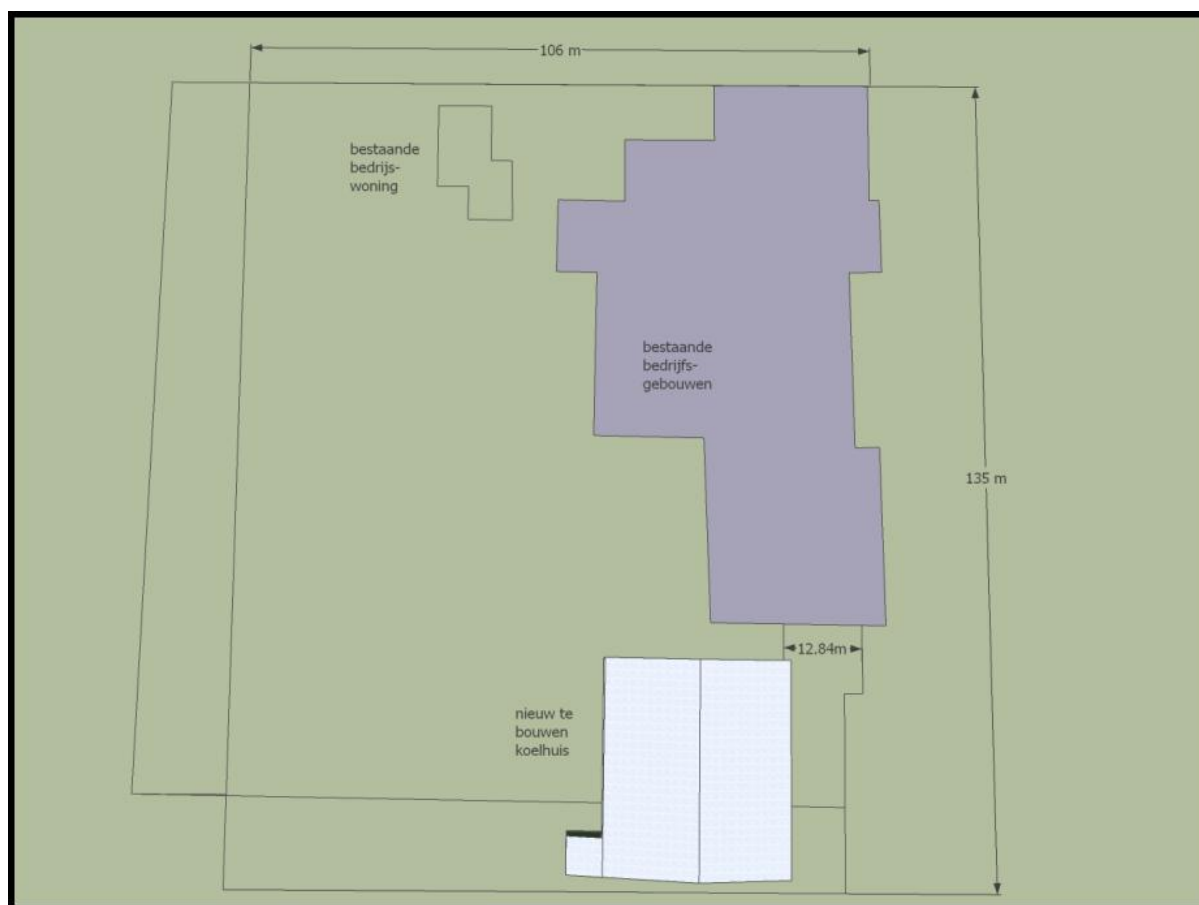 106 m
bestaande
bedrijs-
woning
bestaande
bedrijfs-
gebouwen
135 m
12.84m
nieuw te
bouwen
koelhuis